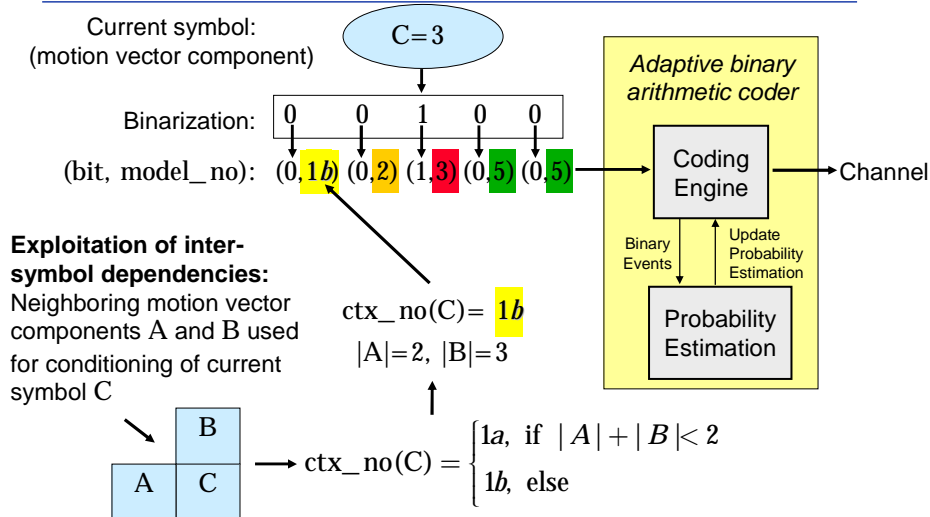 Current symbol:
(motion vector component)
C=3
Binarization: 0 0 1 0 0
(bit, model_no): (0,1b) (0,2) (1,3) (0,5) (0,5)
Adaptive binary
arithmetic coder
Coding
Engine
Channel
Binary
Events
Update
Probability
Estimation
Probability
Estimation
Exploitation of inter-
symbol dependencies:
Neighboring motion vector
components A and B used
for conditioning of current
symbol C
ctx_no(C)= 1b
|A|=2, |B|=3
B
A C
ctx_no(C) = { 1a, if |A|+|B|<2
1b, else